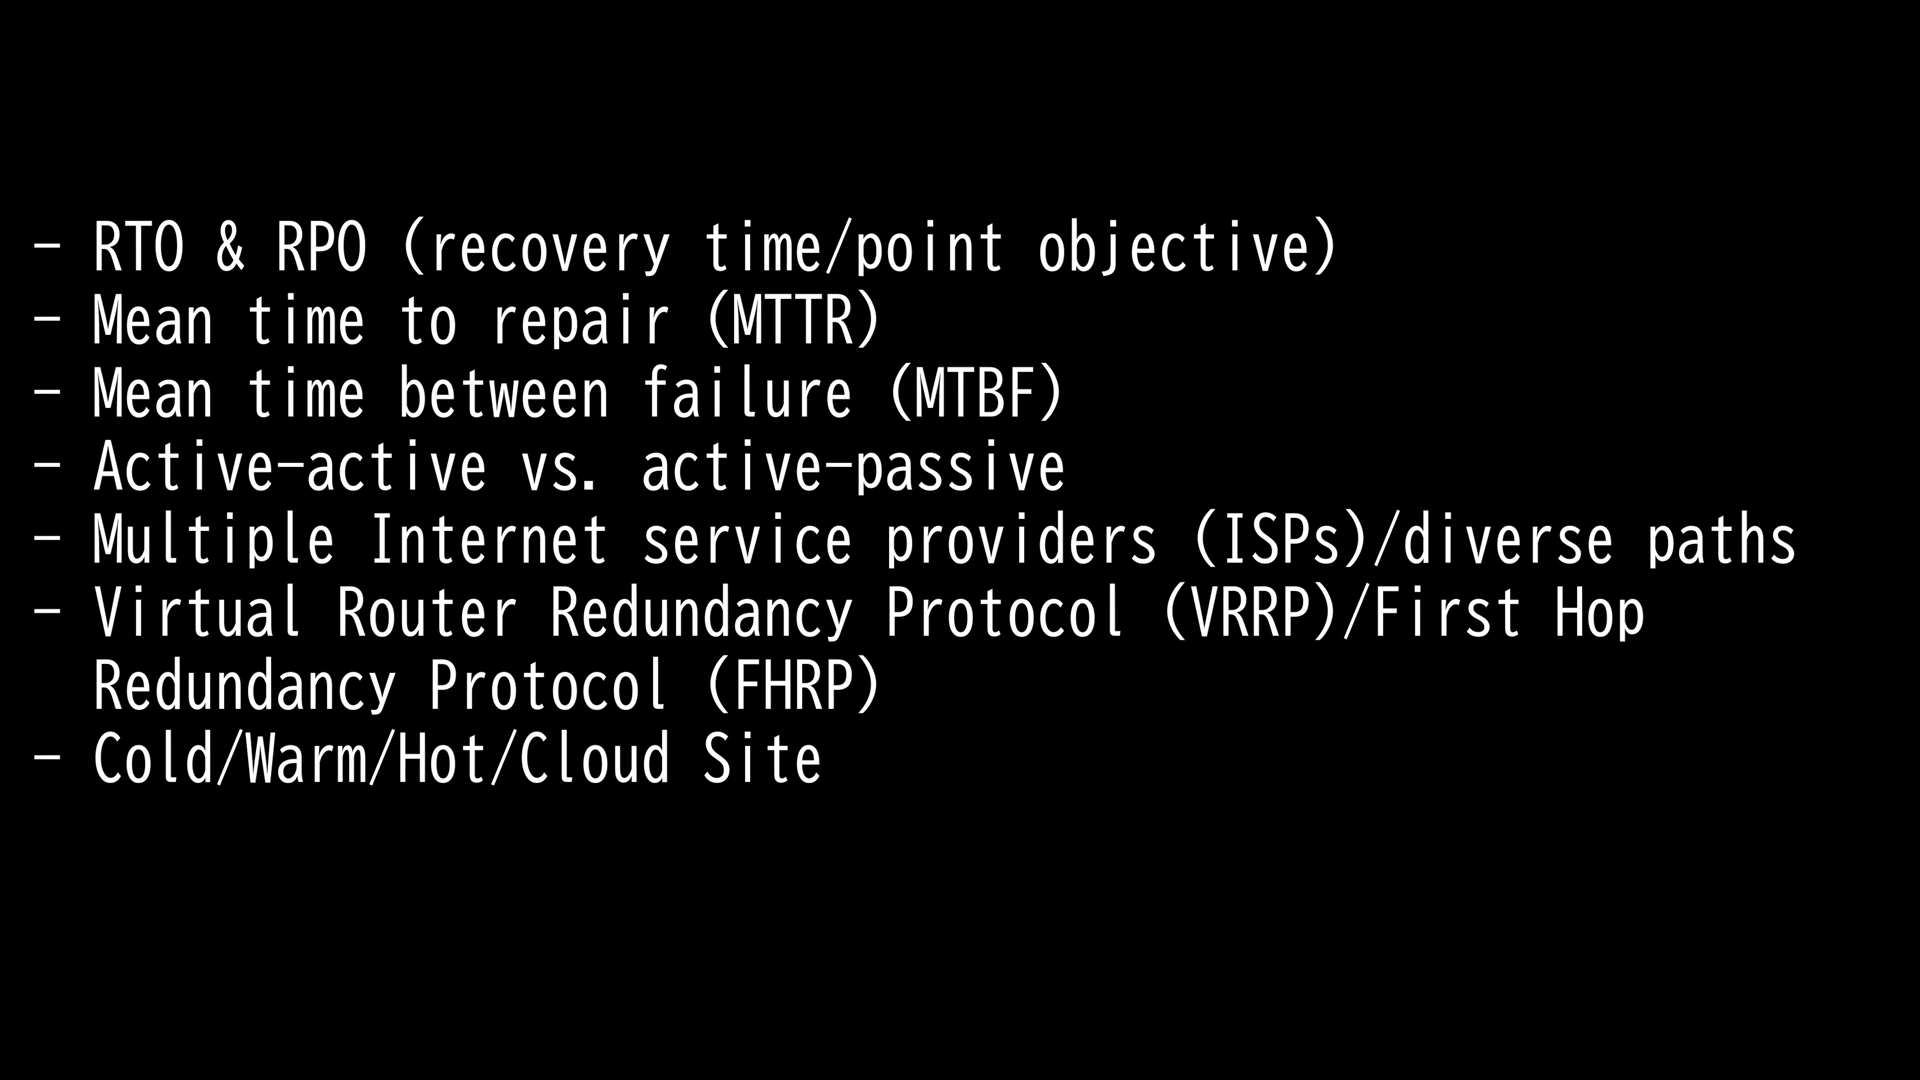 - RTO & RPO (recovery time/point objective)
- Mean time to repair (MTTR)
- Mean time between failure (MTBF)
- Active-active vs. active-passive
- Multiple Internet service providers (ISPs)/diverse paths
- Virtual Router Redundancy Protocol (VRRP)/First Hop
Redundancy Protocol (FHRP)
- Cold/Warm/Hot/Cloud Site